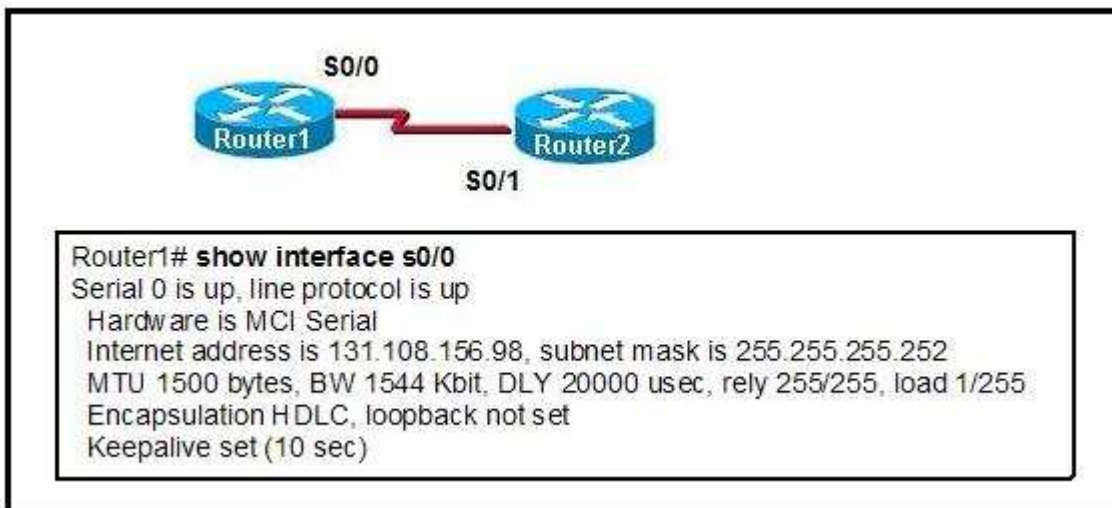 S0/0
Router1
Router2
S0/1
Router1# show interface s0/0
Serial 0 is up, line protocol is up
Hardware is MCI Serial
Internet address is 131.108.156.98, subnet mask is 255.255.255.252
MTU 1500 bytes, BW 1544 Kbit, DLY 20000 usec, rely 255/255, load 1/255
Encapsulation HDLC, loopback not set
Keepalive set (10 sec)